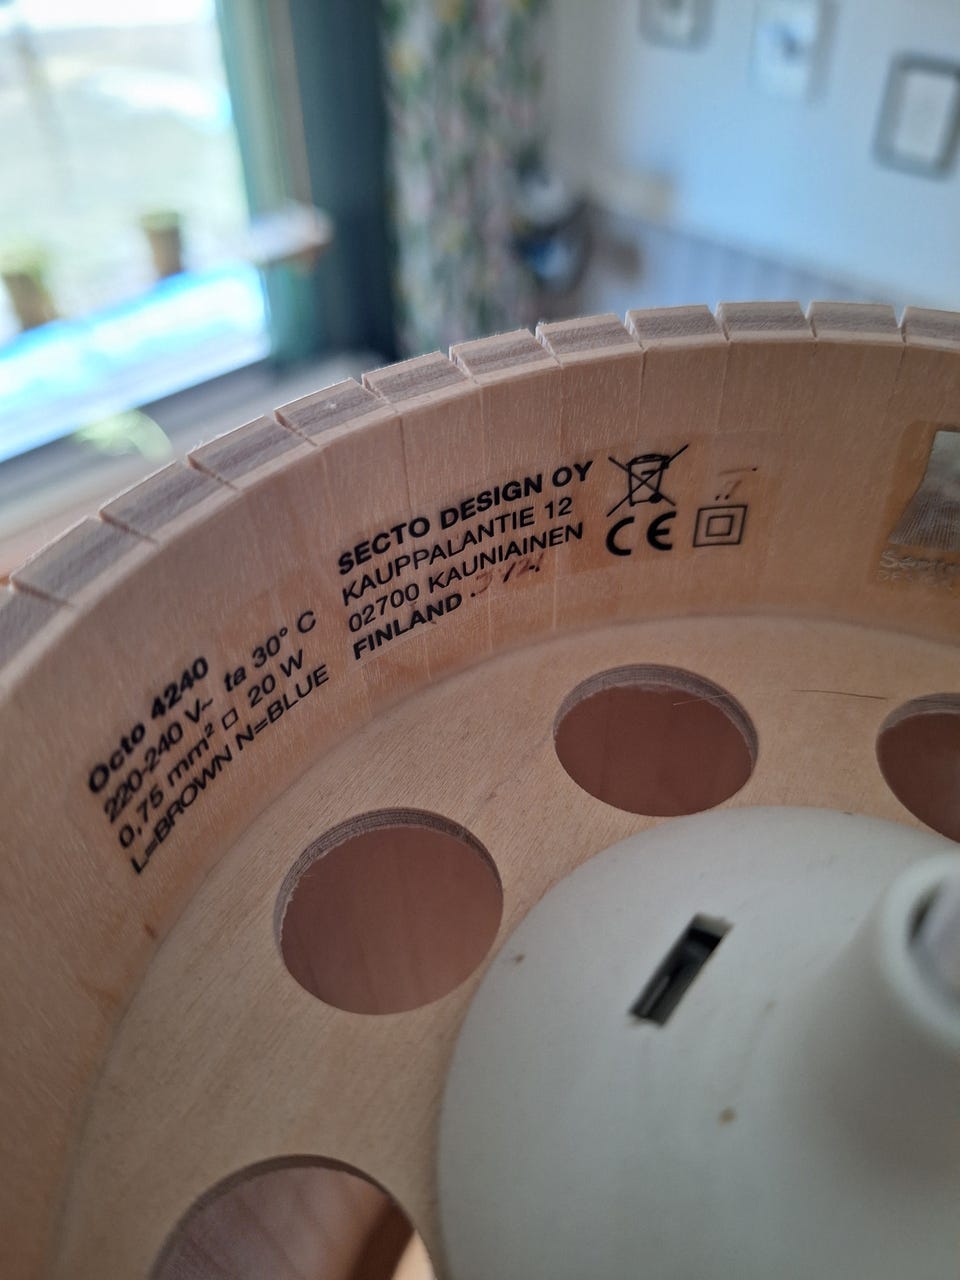 Octo 4240
220-240 V~ ta 30° C
0,75 mm² □ 20 W
L=BROWN N=BLUE
SECTO DESIGN OY
KAUPPALANTIE 12
02700 KAUNIAINEN
FINLAND
CE